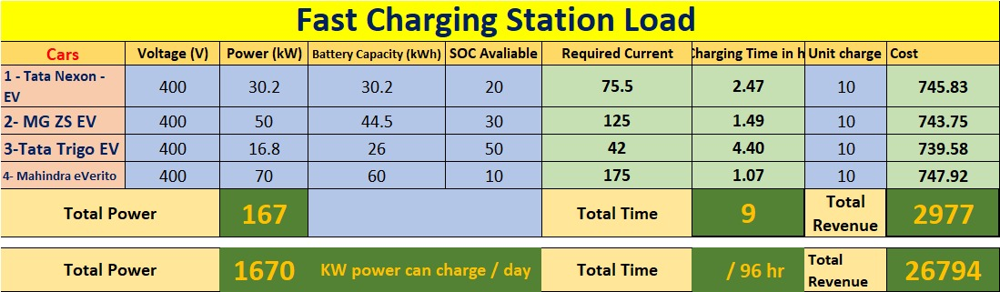 Fast Charging Station Load
Cars Voltage (V) Power (kW) Battery Capacity (kWh) SOC Avaliable Required Current Charging Time in h Unit charge Cost
1 - Tata Nexon -
EV 400 30.2 30.2 20 75.5 2.47 10 745.83
2- MG ZS EV 400 50 44.5 30 125 1.49 10 743.75
3-Tata Trigo EV 400 16.8 26 50 42 4.40 10 739.58
4- Mahindra eVerito 400 70 60 10 175 1.07 10 747.92
Total Power 167 Total Time 9 Total
Revenue 2977
Total Power 1670 KW power can charge / day Total Time / 96 hr Total
Revenue 26794